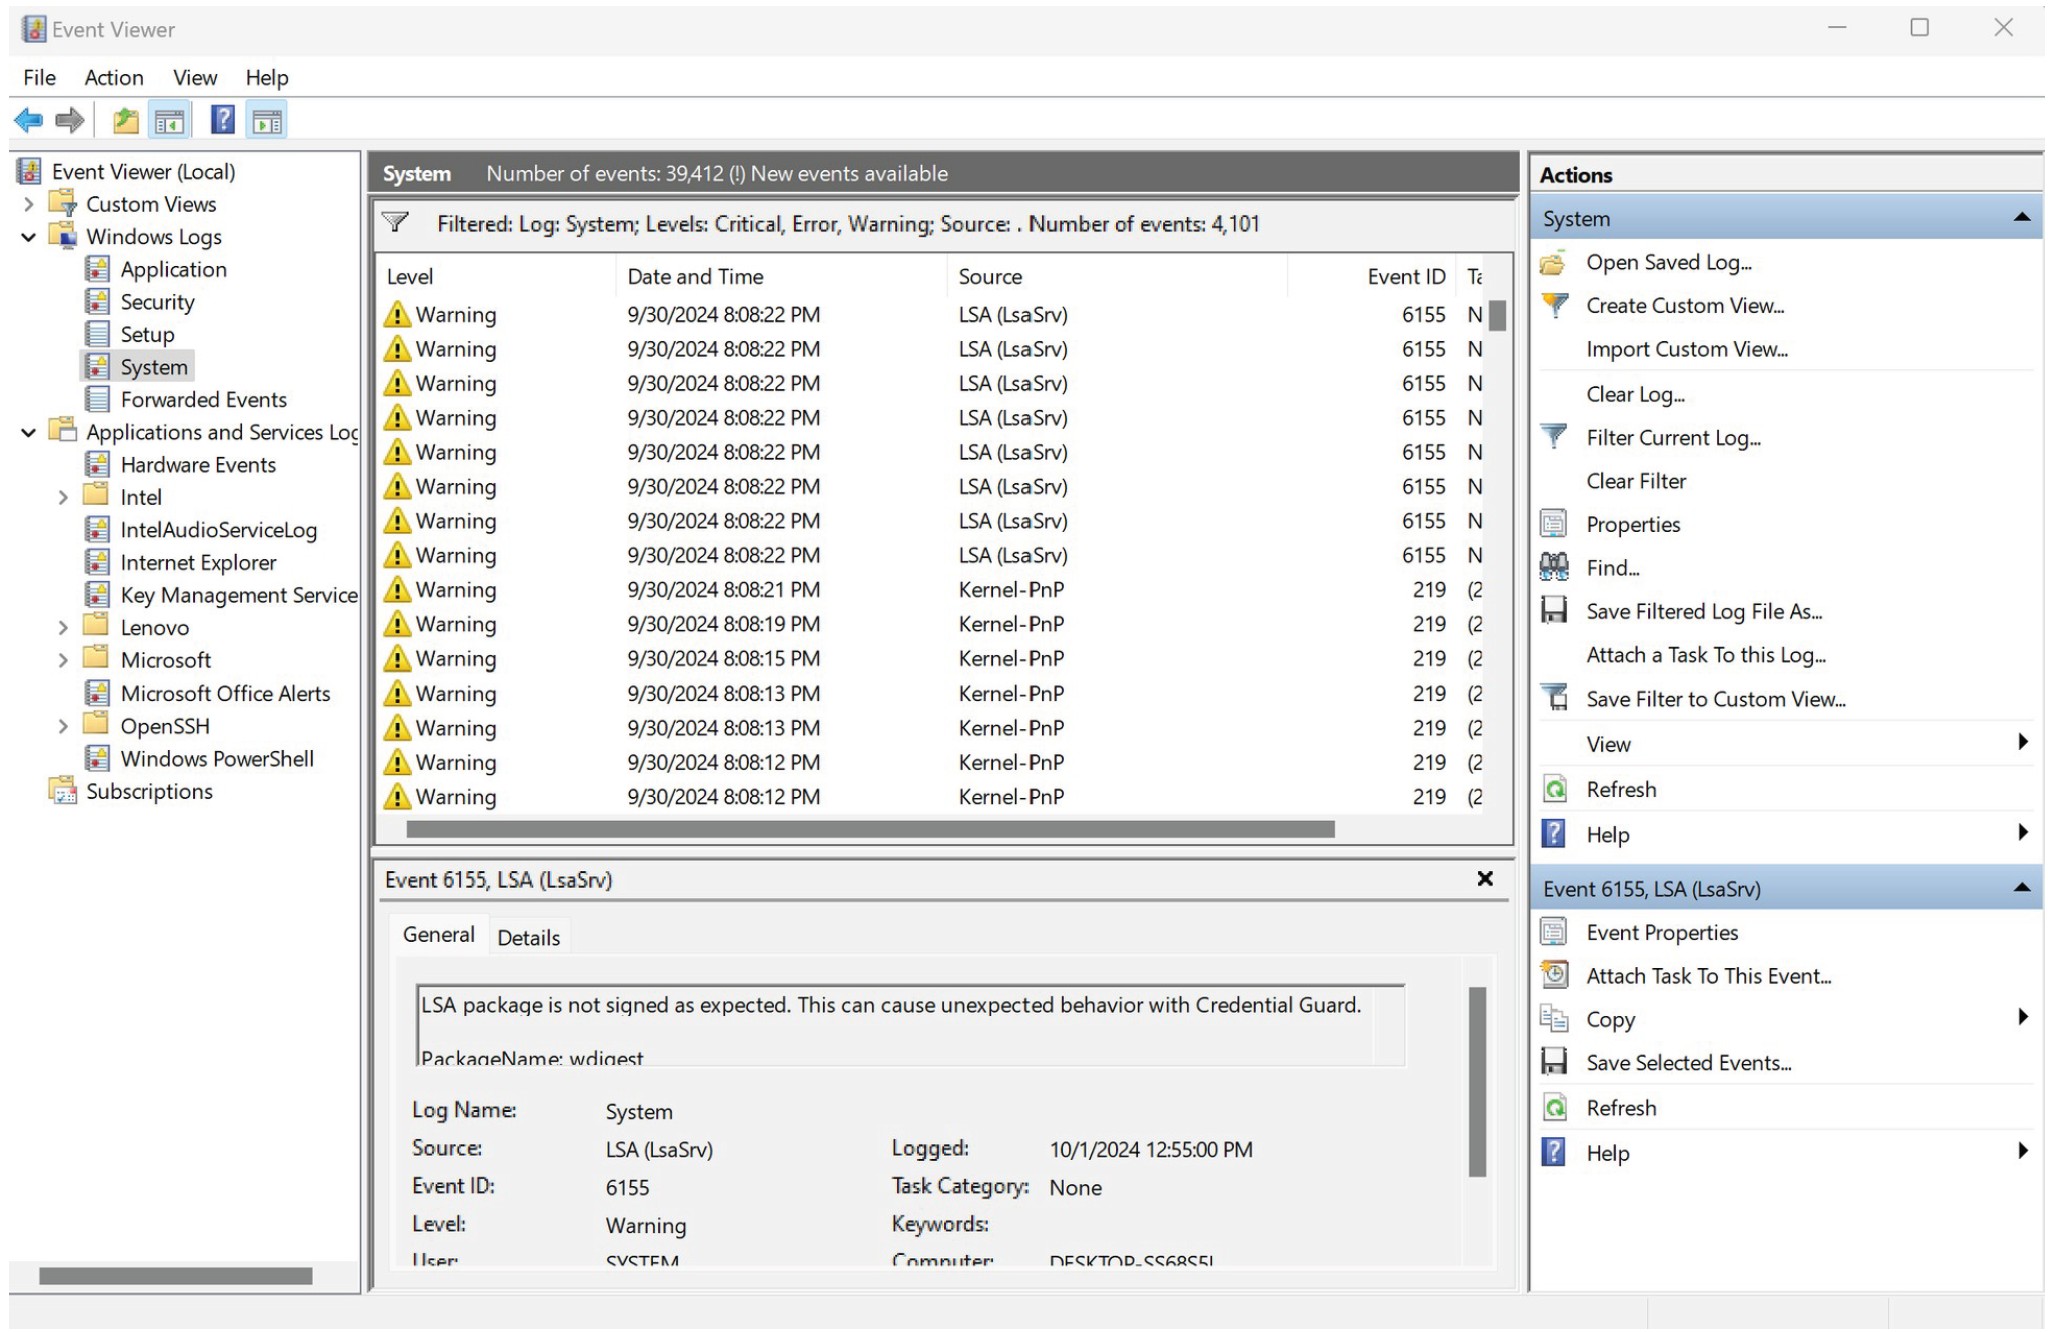 Event Viewer
File Action View Help
Event Viewer (Local)
Custom Views
Windows Logs
Application
Security
Setup
System
Forwarded Events
Applications and Services Log
Hardware Events
Intel
IntelAudioServiceLog
Internet Explorer
Key Management Service
Lenovo
Microsoft
Microsoft Office Alerts
OpenSSH
Windows PowerShell
Subscriptions
System Number of events: 39,412 (!) New events available
Filtered: Log: System; Levels: Critical, Error, Warning; Source: . Number of events: 4,101
Level Date and Time Source Event ID Ta
Warning 9/30/2024 8:08:22 PM LSA (LsaSrv) 6155 N
Warning 9/30/2024 8:08:22 PM LSA (LsaSrv) 6155 N
Warning 9/30/2024 8:08:22 PM LSA (LsaSrv) 6155 N
Warning 9/30/2024 8:08:22 PM LSA (LsaSrv) 6155 N
Warning 9/30/2024 8:08:22 PM LSA (LsaSrv) 6155 N
Warning 9/30/2024 8:08:22 PM LSA (LsaSrv) 6155 N
Warning 9/30/2024 8:08:22 PM LSA (LsaSrv) 6155 N
Warning 9/30/2024 8:08:22 PM LSA (LsaSrv) 6155 N
Warning 9/30/2024 8:08:21 PM Kernel-PnP 219 (2
Warning 9/30/2024 8:08:19 PM Kernel-PnP 219 (2
Warning 9/30/2024 8:08:15 PM Kernel-PnP 219 (2
Warning 9/30/2024 8:08:13 PM Kernel-PnP 219 (2
Warning 9/30/2024 8:08:13 PM Kernel-PnP 219 (2
Warning 9/30/2024 8:08:12 PM Kernel-PnP 219 (2
Warning 9/30/2024 8:08:12 PM Kernel-PnP 219 (2
Event 6155, LSA (LsaSrv)
General Details
LSA package is not signed as expected. This can cause unexpected behavior with Credential Guard.
PackageName: wdigest
Log Name: System
Source: LSA (LsaSrv) Logged: 10/1/2024 12:55:00 PM
Event ID: 6155 Task Category: None
Level: Warning Keywords:
User: SYSTEM Computer:
Actions
System
Open Saved Log...
Create Custom View...
Import Custom View...
Clear Log...
Filter Current Log...
Clear Filter
Properties
Find...
Save Filtered Log File As...
Attach a Task To this Log...
Save Filter to Custom View...
View
Refresh
Help
Event 6155, LSA (LsaSrv)
Event Properties
Attach Task To This Event...
Copy
Save Selected Events...
Refresh
Help